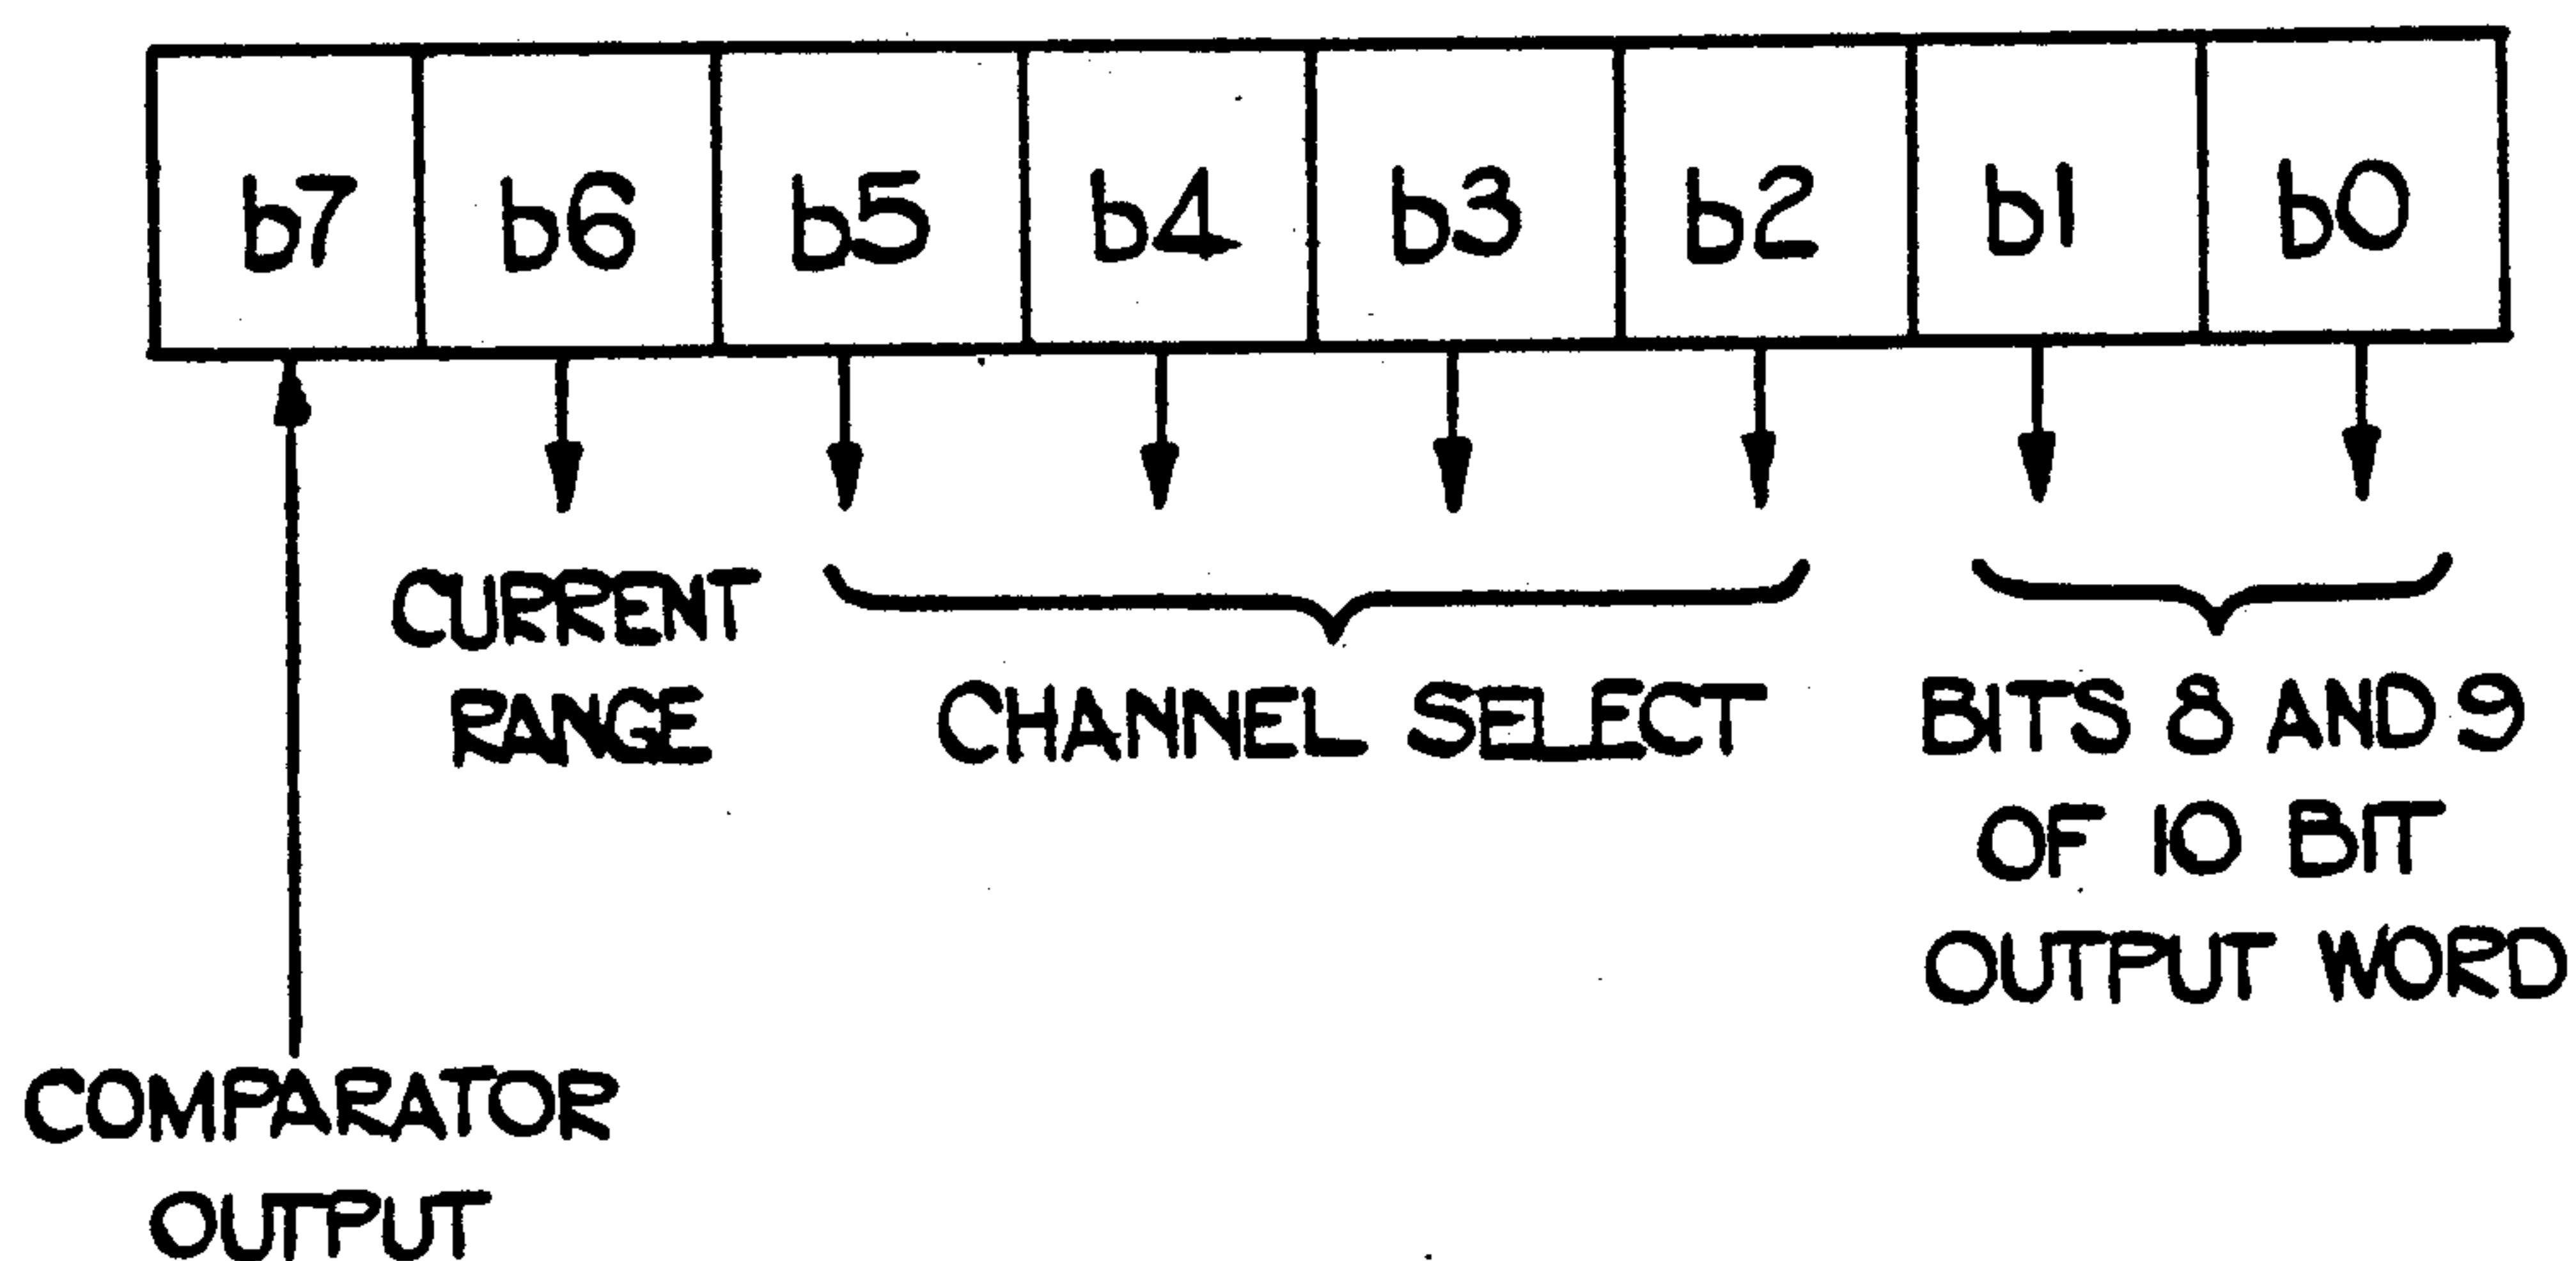 b7 b6 b5 b4 b3 b2 b1 b0
CURRENT
RANGE
CHANNEL SELECT
BITS 8 AND 9
OF 10 BIT
OUTPUT WORD
COMPARATOR
OUTPUT